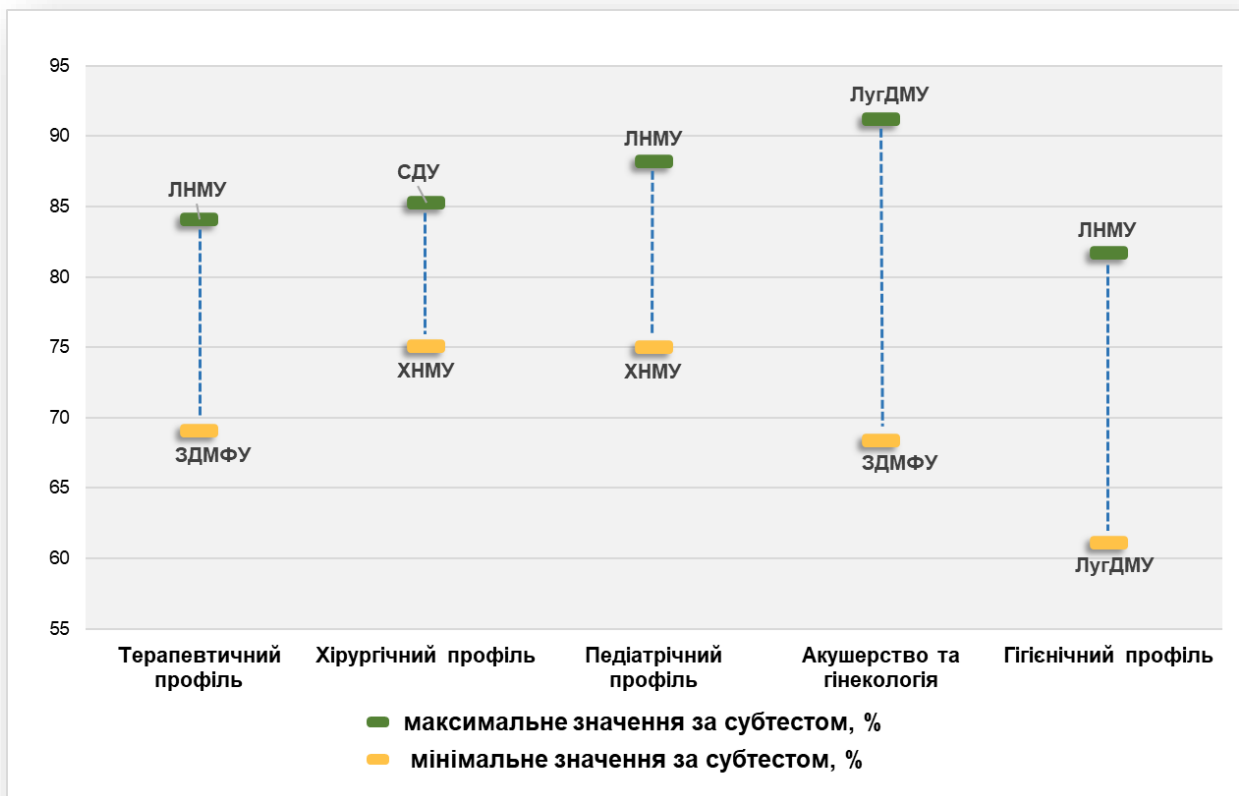 95
90
85
80
75
70
65
60
55
ЛНМУ
ЗДМФУ
СДУ
ХНМУ
ЛНМУ
ХНМУ
ЛугДМУ
ЗДМФУ
ЛНМУ
ЛугДМУ
Терапевтичний
профіль
Хірургічний профіль
Педіатрічний
профіль
Акушерство та
гінекологія
Гігієнічний профіль
максимальне значення за субтестом, %
мінімальне значення за субтестом, %